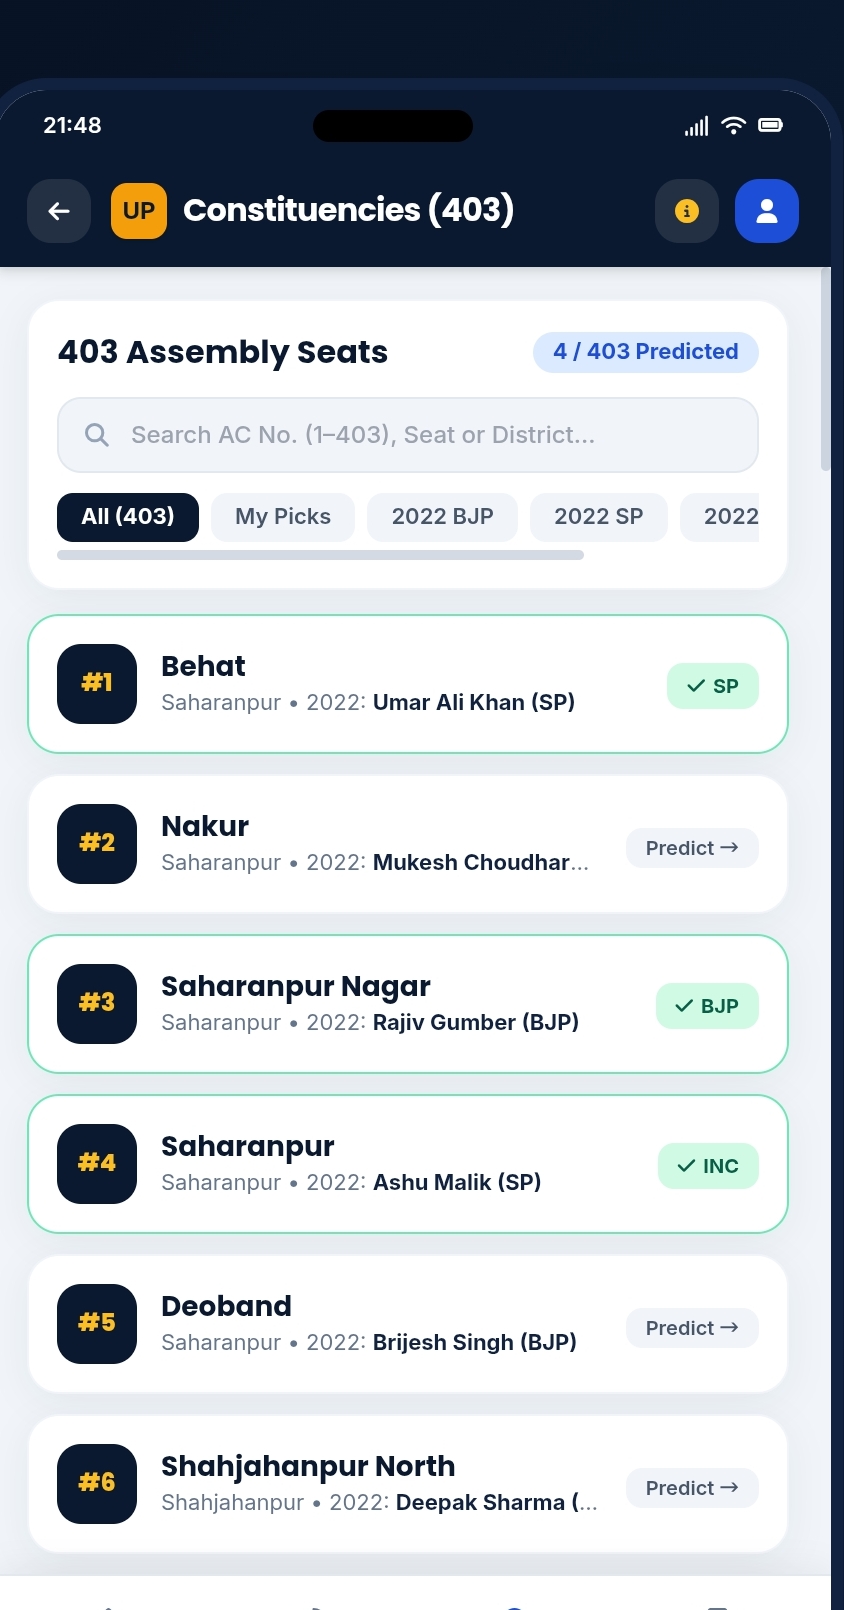 21:48
UP Constituencies (403)
403 Assembly Seats
4 / 403 Predicted
Search AC No. (1–403), Seat or District...
All (403) My Picks 2022 BJP 2022 SP 2022
#1
Behat
Saharanpur • 2022: Umar Ali Khan (SP)
✓ SP
#2
Nakur
Saharanpur • 2022: Mukesh Choudhar...
Predict →
#3
Saharanpur Nagar
Saharanpur • 2022: Rajiv Gumber (BJP)
✓ BJP
#4
Saharanpur
Saharanpur • 2022: Ashu Malik (SP)
✓ INC
#5
Deoband
Saharanpur • 2022: Brijesh Singh (BJP)
Predict →
#6
Shahjahanpur North
Shahjahanpur • 2022: Deepak Sharma (...
Predict →